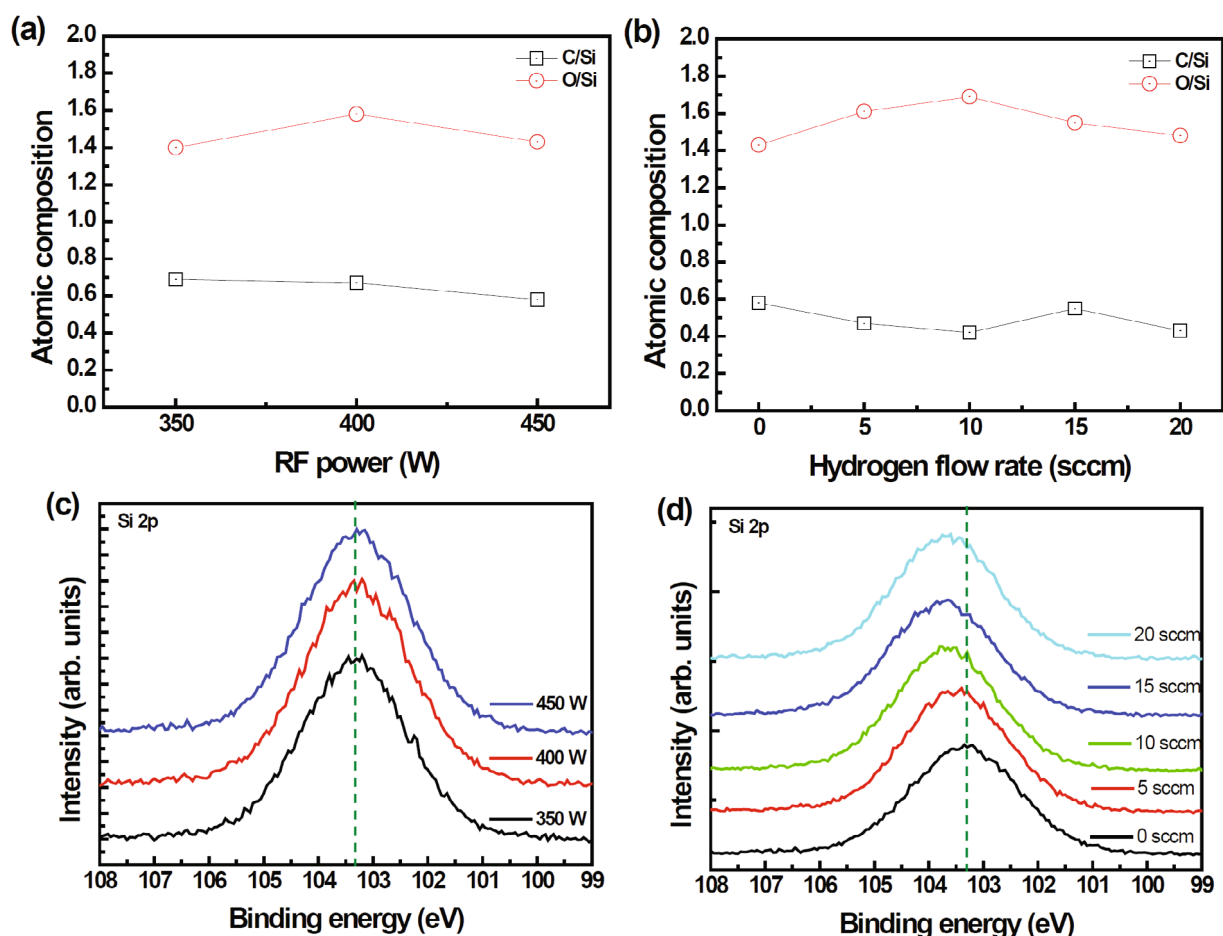 (a)
C/Si
O/Si
2.0
1.8
1.6
1.4
1.2
1.0
0.8
0.6
0.4
0.2
0.0
Atomic composition
350
400
450
RF power (W)
(b)
C/Si
O/Si
2.0
1.8
1.6
1.4
1.2
1.0
0.8
0.6
0.4
0.2
0.0
Atomic composition
0
5
10
15
20
Hydrogen flow rate (sccm)
(c)
Si 2p
450 W
400 W
350 W
Intensity (arb. units)
108
107
106
105
104
103
102
101
100
99
Binding energy (eV)
(d)
Si 2p
20 sccm
15 sccm
10 sccm
5 sccm
0 sccm
Intensity (arb. units)
108
107
106
105
104
103
102
101
100
99
Binding energy (eV)